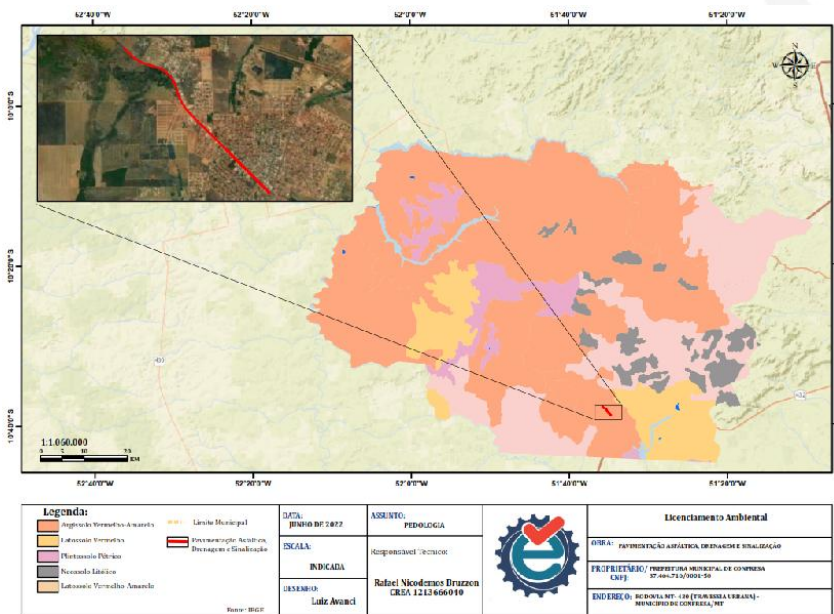 52°40'0"W 52°20'0"W 52°0'0"W 51°40'0"W 51°20'0"W
N
W
S
10°0'0"S
10°20'0"S
10°40'0"S
1:1.060.000
KM
52°40'0"W 52°20'0"W 52°0'0"W 51°40'0"W 51°20'0"W
Legenda:
Argissolo Vermelho-Amarelo
Latossolo Vermelho
Plintossolo Pétrico
Neossolo Litólico
Latossolo Vermelho-Amarelo
Limite Municipal
Pavimentação Asfáltica,
Drenagem e Sinalização
Fonte: IBGE
DATA:
JUNHO DE 2022
ESCALA:
INDICADA
DESENHO:
Luiz Avanci
ASSUNTO:
PEDOLOGIA
Responsável Técnico:
Rafael Nicodemos Bruzzon
CREA 1213666040
Licenciamento Ambiental
OBRA: PAVIMENTAÇÃO ASFÁLTICA, DRENAGEM E SINALIZAÇÃO
PROPRIETÁRIO/ PREFEITURA MUNICIPAL DE CONFRESA
CNPJ: 37.464.716/0001-50
ENDEREÇO: RODOVIA MT- 430 (TRAVESSIA URBANA) -
MUNICÍPIO DE CONFRESA/MT